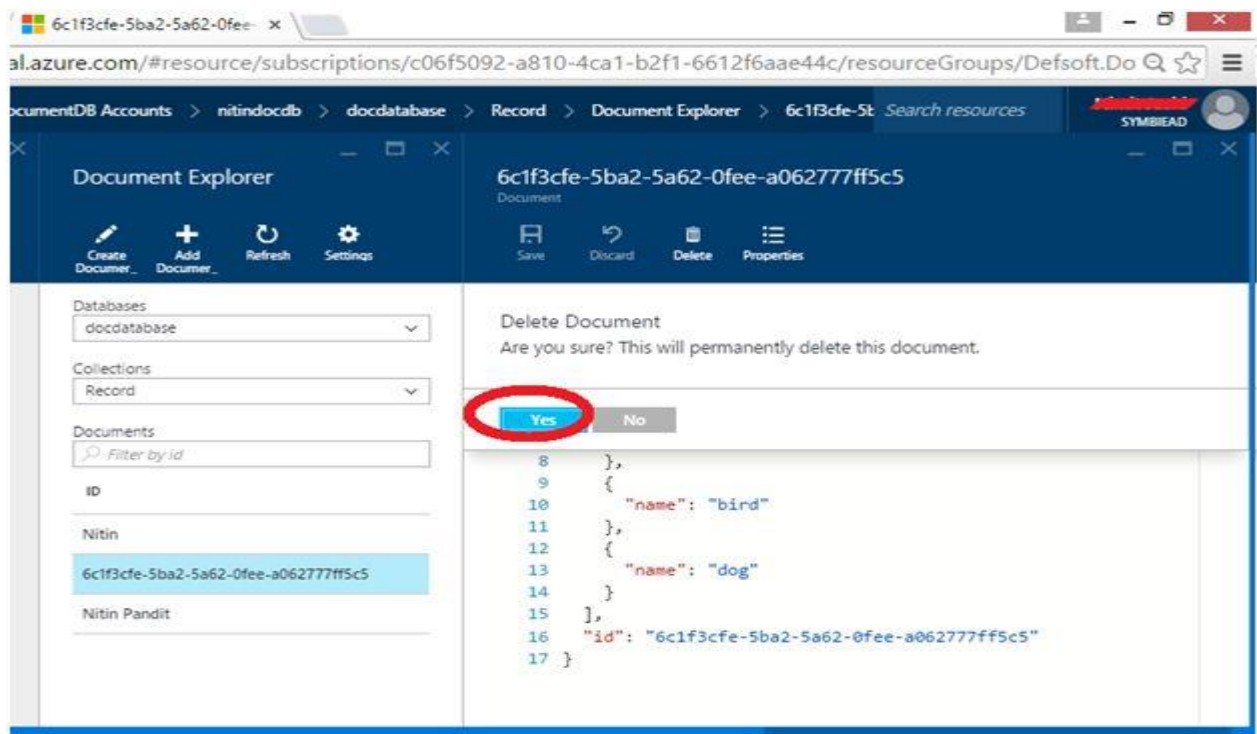 6c1f3cfe-5ba2-5a62-0fee- ×
al.azure.com/#resource/subscriptions/c06f5092-a810-4ca1-b2f1-6612f6aae44c/resourceGroups/Defsoft.Do
ocumentDB Accounts > nitindocdb > docdatabase > Record > Document Explorer > 6c1f3cfe-5b Search resources
SYMBIEAD
Document Explorer
Create Documer_
Add Documer_
Refresh
Settings
Databases
docdatabase
Collections
Record
Documents
Filter by id
ID
Nitin
6c1f3cfe-5ba2-5a62-0fee-a062777ff5c5
Nitin Pandit
6c1f3cfe-5ba2-5a62-0fee-a062777ff5c5
Document
Save
Discard
Delete
Properties
Delete Document
Are you sure? This will permanently delete this document.
Yes
No
8 },
9 {
10 "name": "bird"
11 },
12 {
13 "name": "dog"
14 }
15 ],
16 "id": "6c1f3cfe-5ba2-5a62-0fee-a062777ff5c5"
17 }